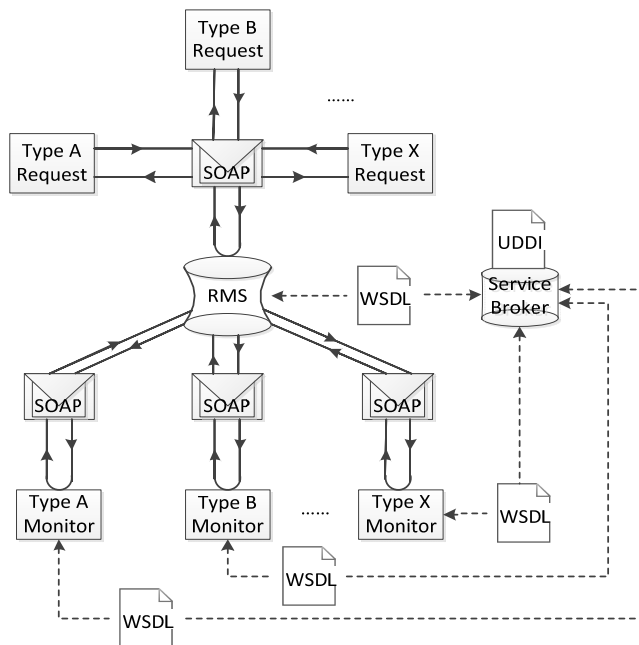 Type B
Request
......
Type A
Request
SOAP
Type X
Request
UDDI
Service
Broker
RMS
WSDL
SOAP
SOAP
SOAP
Type A
Monitor
Type B
Monitor
......
Type X
Monitor
WSDL
WSDL
WSDL